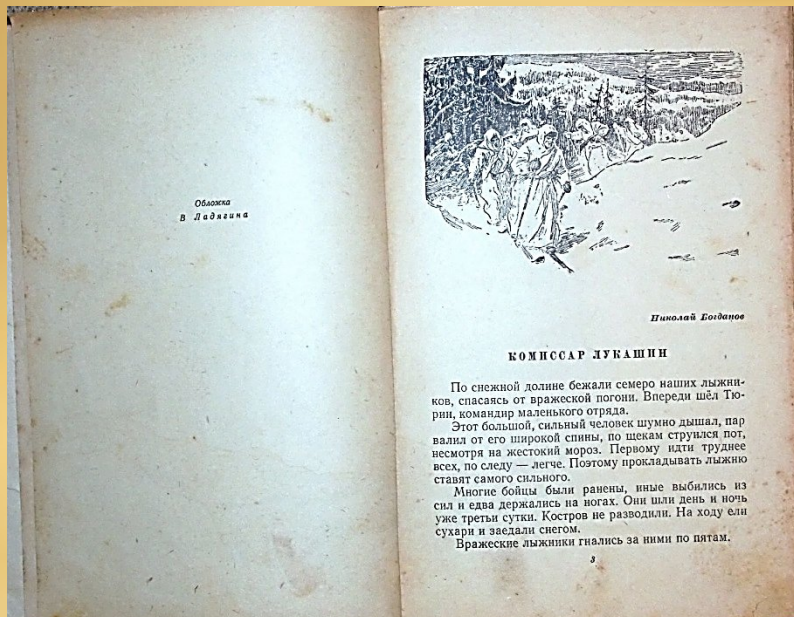 Обложка
В Ладягина
Николай Богданов
КОМИССАР ЛУКАШИН
По снежной долине бежали семеро наших лыжни-
ков, спасаясь от вражеской погони. Впереди шёл Тю-
рин, командир маленького отряда.
Этот большой, сильный человек шумно дышал, пар
валил от его широкой спины, по щекам струился пот,
несмотря на жестокий мороз. Первому идти труднее
всех, по следу — легче. Поэтому прокладывать лыжню
ставят самого сильного.
Многие бойцы были ранены, иные выбились из
сил и едва держались на ногах. Они шли день и ночь
уже третьи сутки. Костров не разводили. На ходу ели
сухари и заедали снегом.
Вражеские лыжники гнались за ними по пятам.
3